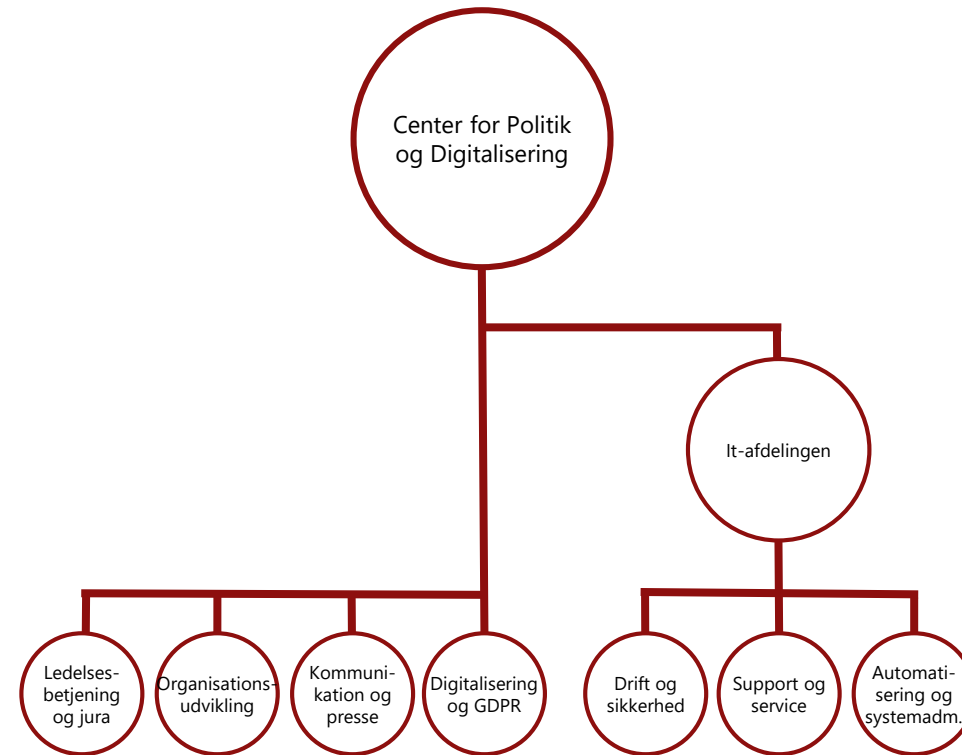 Center for Politik
og Digitalisering
It-afdelingen
Ledelses-
betjening
og jura
Organisations-
udvikling
Kommuni-
kation og
presse
Digitalisering
og GDPR
Drift og
sikkerhed
Support og
service
Automati-
sering og
systemadm.